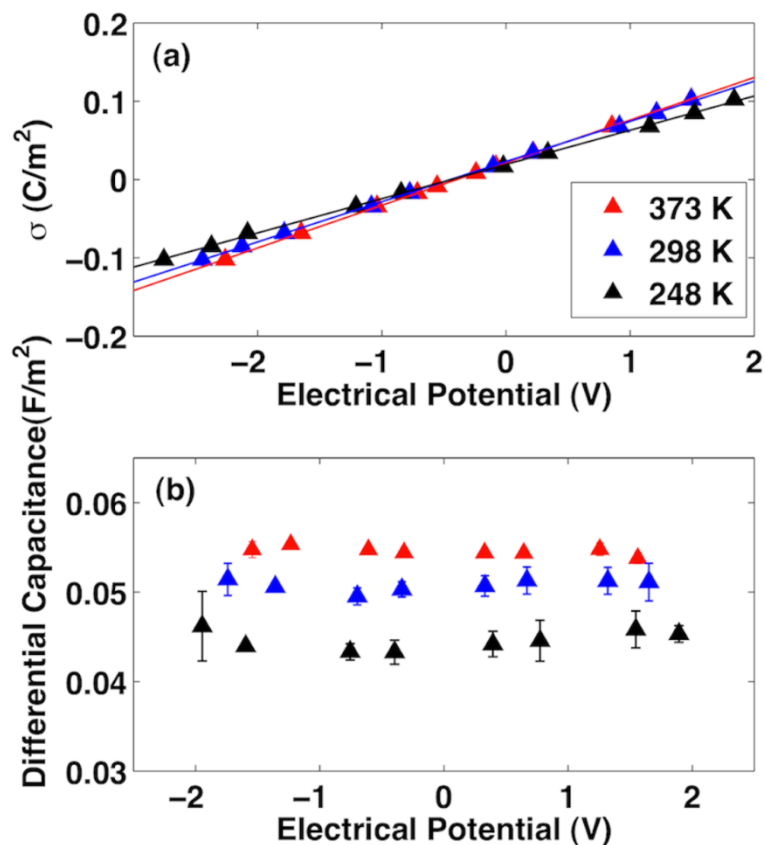 (a)
σ (C/m²)
0.2
0.1
0
−0.1
−0.2
373 K
298 K
248 K
−2 −1 0 1 2
Electrical Potential (V)
(b)
Differential Capacitance(F/m²)
0.06
0.05
0.04
0.03
−2 −1 0 1 2
Electrical Potential (V)